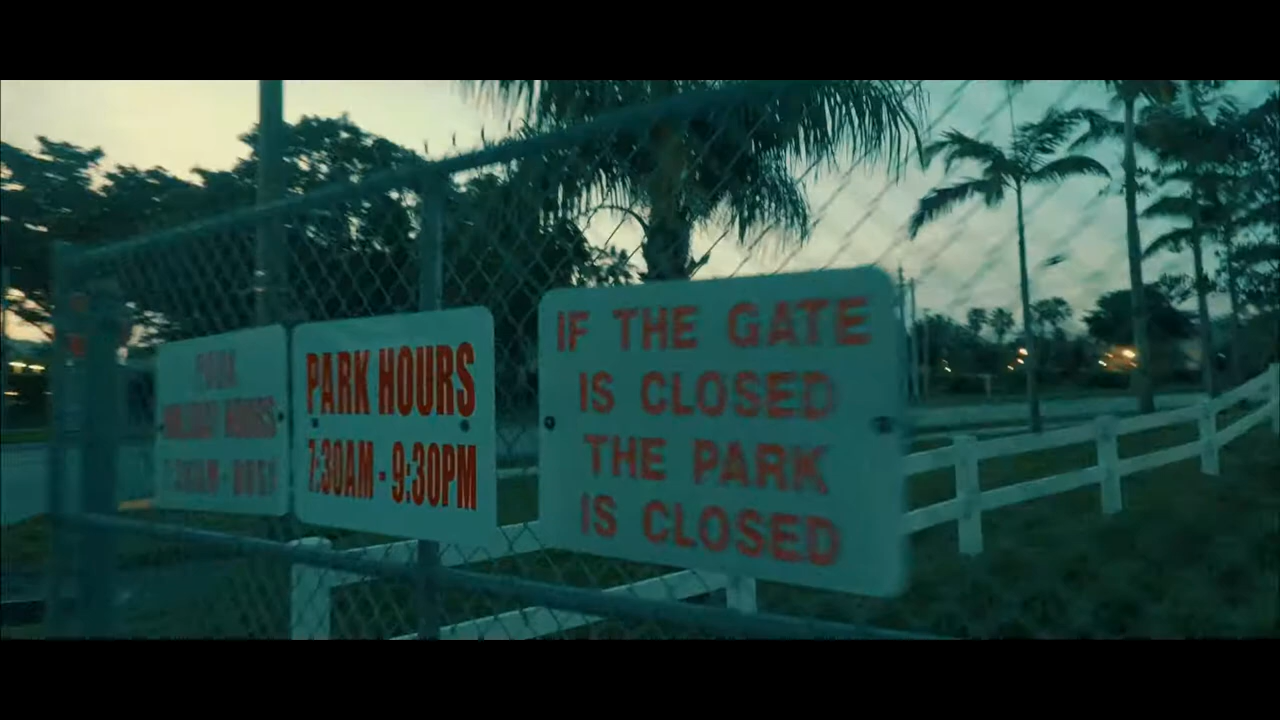 PARK HOURS
7:30AM - 9:30PM
IF THE GATE
IS CLOSED
THE PARK
IS CLOSED